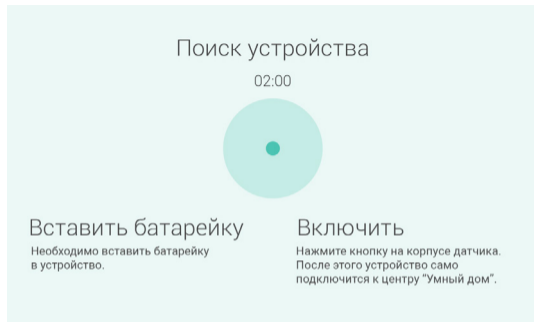 Поиск устройства
02:00
Вставить батарейку
Необходимо вставить батарейку
в устройство.
Включить
Нажмите кнопку на корпусе датчика.
После этого устройство само
подключится к центру "Умный дом".